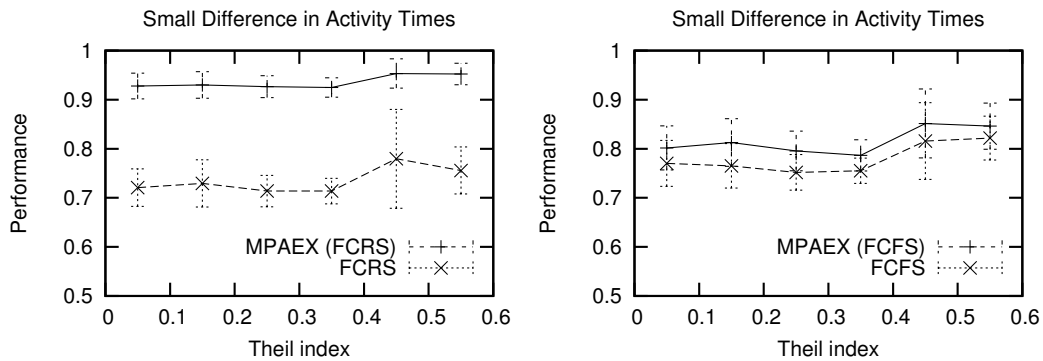 Small Difference in Activity Times
1
0.9
0.8
0.7
0.6
0.5
Performance
MPAEX (FCRS)
FCRS
0 0.1 0.2 0.3 0.4 0.5 0.6
Theil index
Small Difference in Activity Times
1
0.9
0.8
0.7
0.6
0.5
Performance
MPAEX (FCFS)
FCFS
0 0.1 0.2 0.3 0.4 0.5 0.6
Theil index